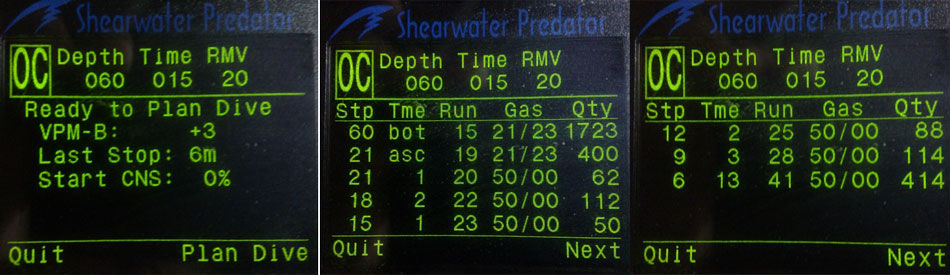 Shearwater Predator
OC Depth Time RMV
060 015 20
Ready to Plan Dive
VPM-B: +3
Last Stop: 6m
Start CNS: 0%
Quit Plan Dive
Shearwater Predator
OC Depth Time RMV
060 015 20
Stp Tme Run Gas Qty
60 bot 15 21/23 1723
21 asc 19 21/23 400
21 1 20 50/00 62
18 2 22 50/00 112
15 1 23 50/00 50
Quit Next
Shearwater Predator
OC Depth Time RMV
060 015 20
Stp Tme Run Gas Qty
12 2 25 50/00 88
9 3 28 50/00 114
6 13 41 50/00 414
Quit Next